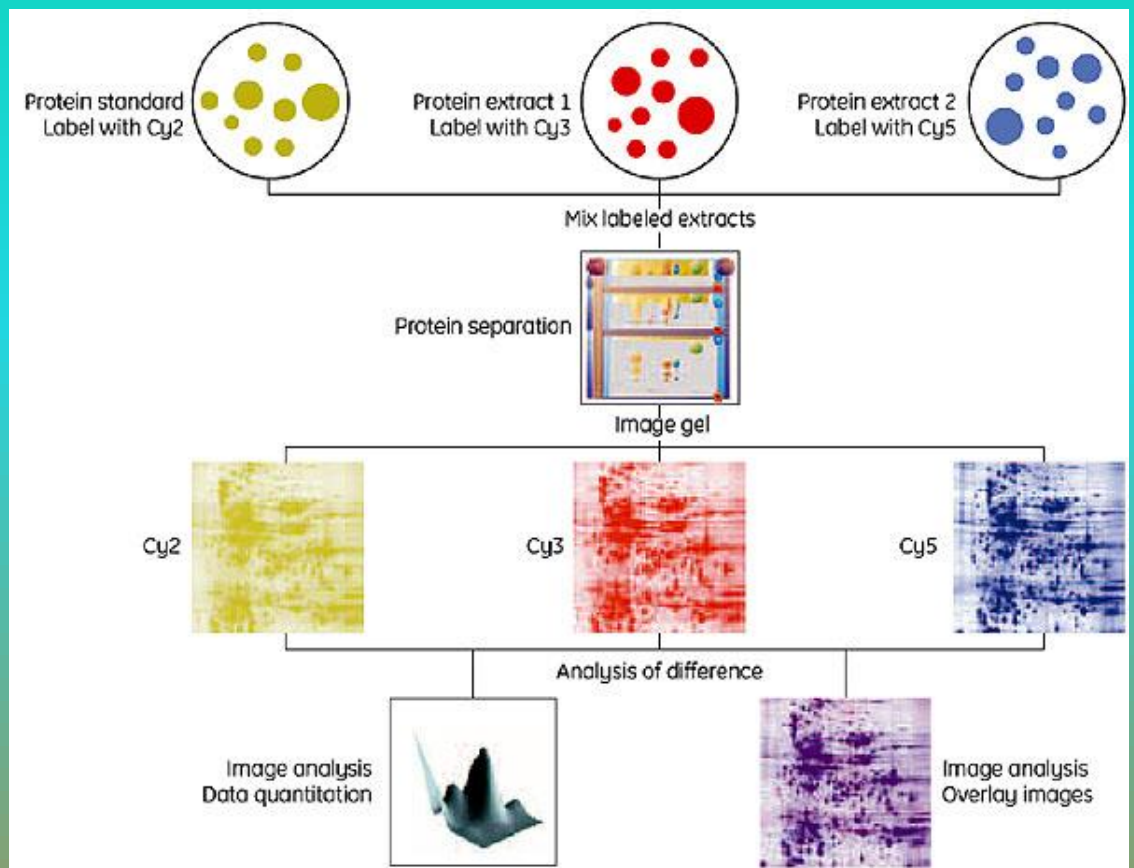 Protein standard
Label with Cy2
Protein extract 1
Label with Cy3
Protein extract 2
Label with Cy5
Mix labeled extracts
Protein separation
Image gel
Cy2
Cy3
Cy5
Analysis of difference
Image analysis
Data quantitation
Image analysis
Overlay images